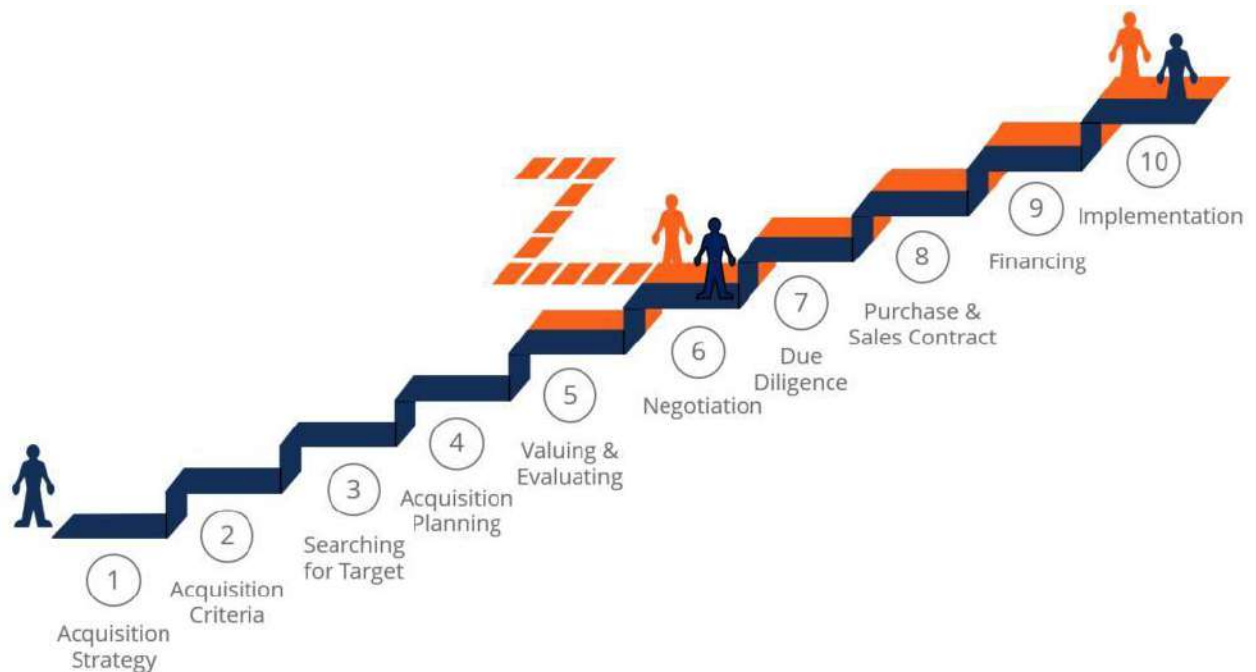 1
Acquisition
Strategy
2
Acquisition
Criteria
3
Searching
for Target
4
Acquisition
Planning
5
Valuing &
Evaluating
6
Negotiation
7
Due
Diligence
8
Purchase &
Sales Contract
9
Financing
10
Implementation